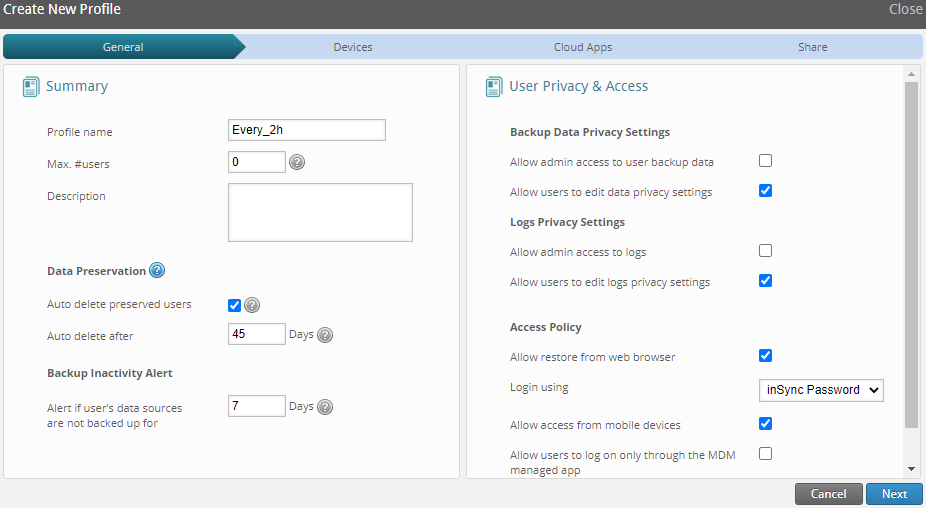 Create New Profile
Close
General
Devices
Cloud Apps
Share
Summary
Profile name
Every_2h
Max. #users
0
?
Description
Data Preservation ?
Auto delete preserved users
?
Auto delete after
45
Days ?
Backup Inactivity Alert
Alert if user's data sources
are not backed up for
7
Days ?
User Privacy & Access
Backup Data Privacy Settings
Allow admin access to user backup data
Allow users to edit data privacy settings
Logs Privacy Settings
Allow admin access to logs
Allow users to edit logs privacy settings
Access Policy
Allow restore from web browser
Login using
inSync Password
Allow access from mobile devices
Allow users to log on only through the MDM
managed app
Cancel
Next